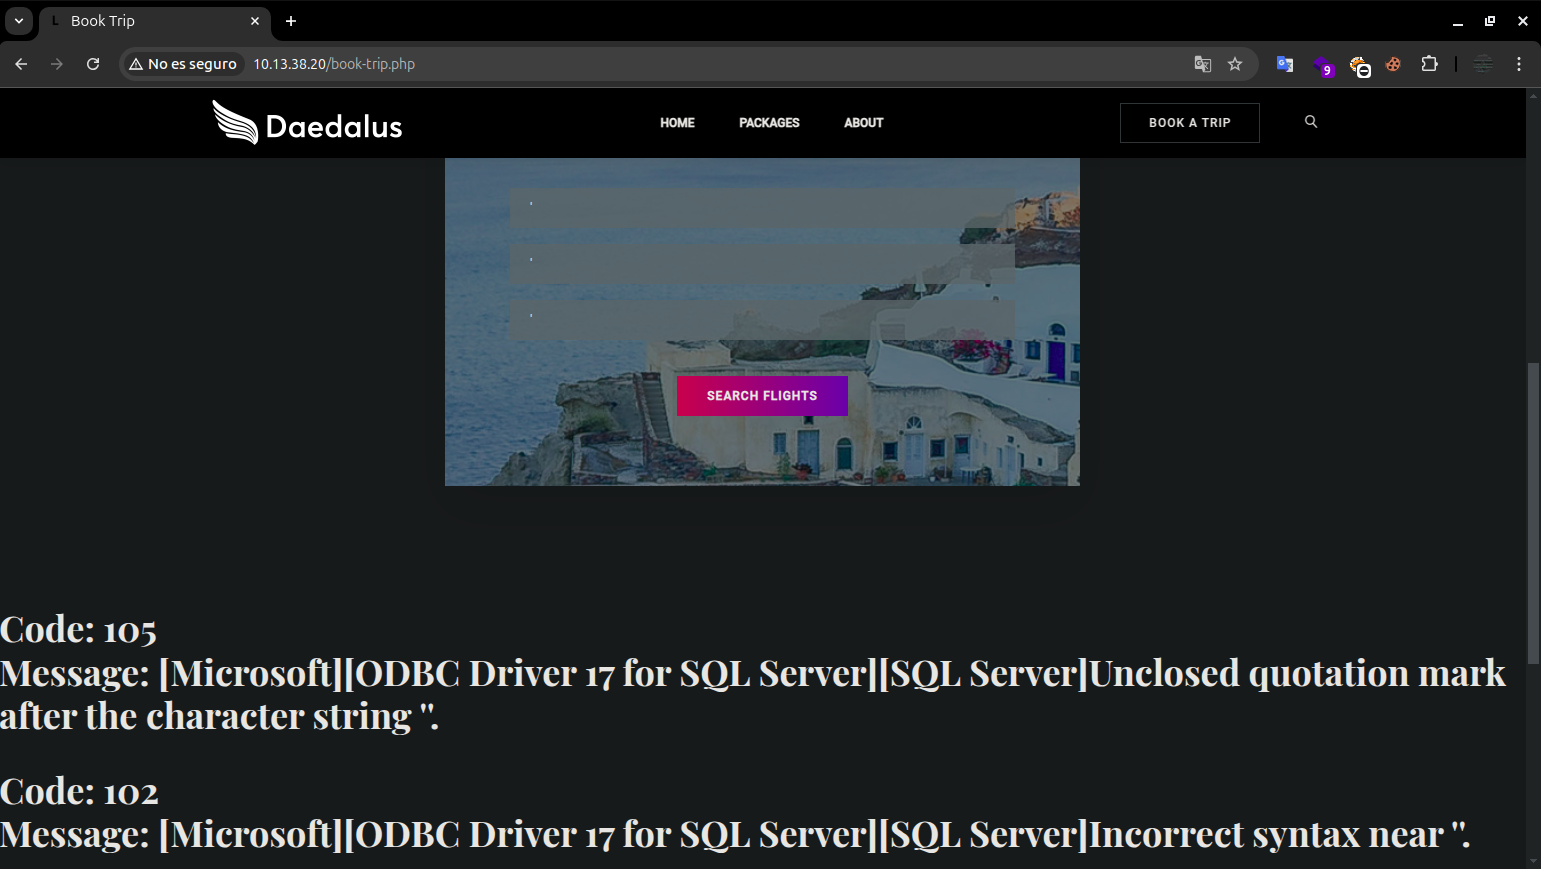 L Book Trip
No es seguro 10.13.38.20/book-trip.php
9
Daedalus HOME PACKAGES ABOUT BOOK A TRIP
'
'
'
SEARCH FLIGHTS
Code: 105
Message: [Microsoft][ODBC Driver 17 for SQL Server][SQL Server]Unclosed quotation mark
after the character string ''.
Code: 102
Message: [Microsoft][ODBC Driver 17 for SQL Server][SQL Server]Incorrect syntax near ''.